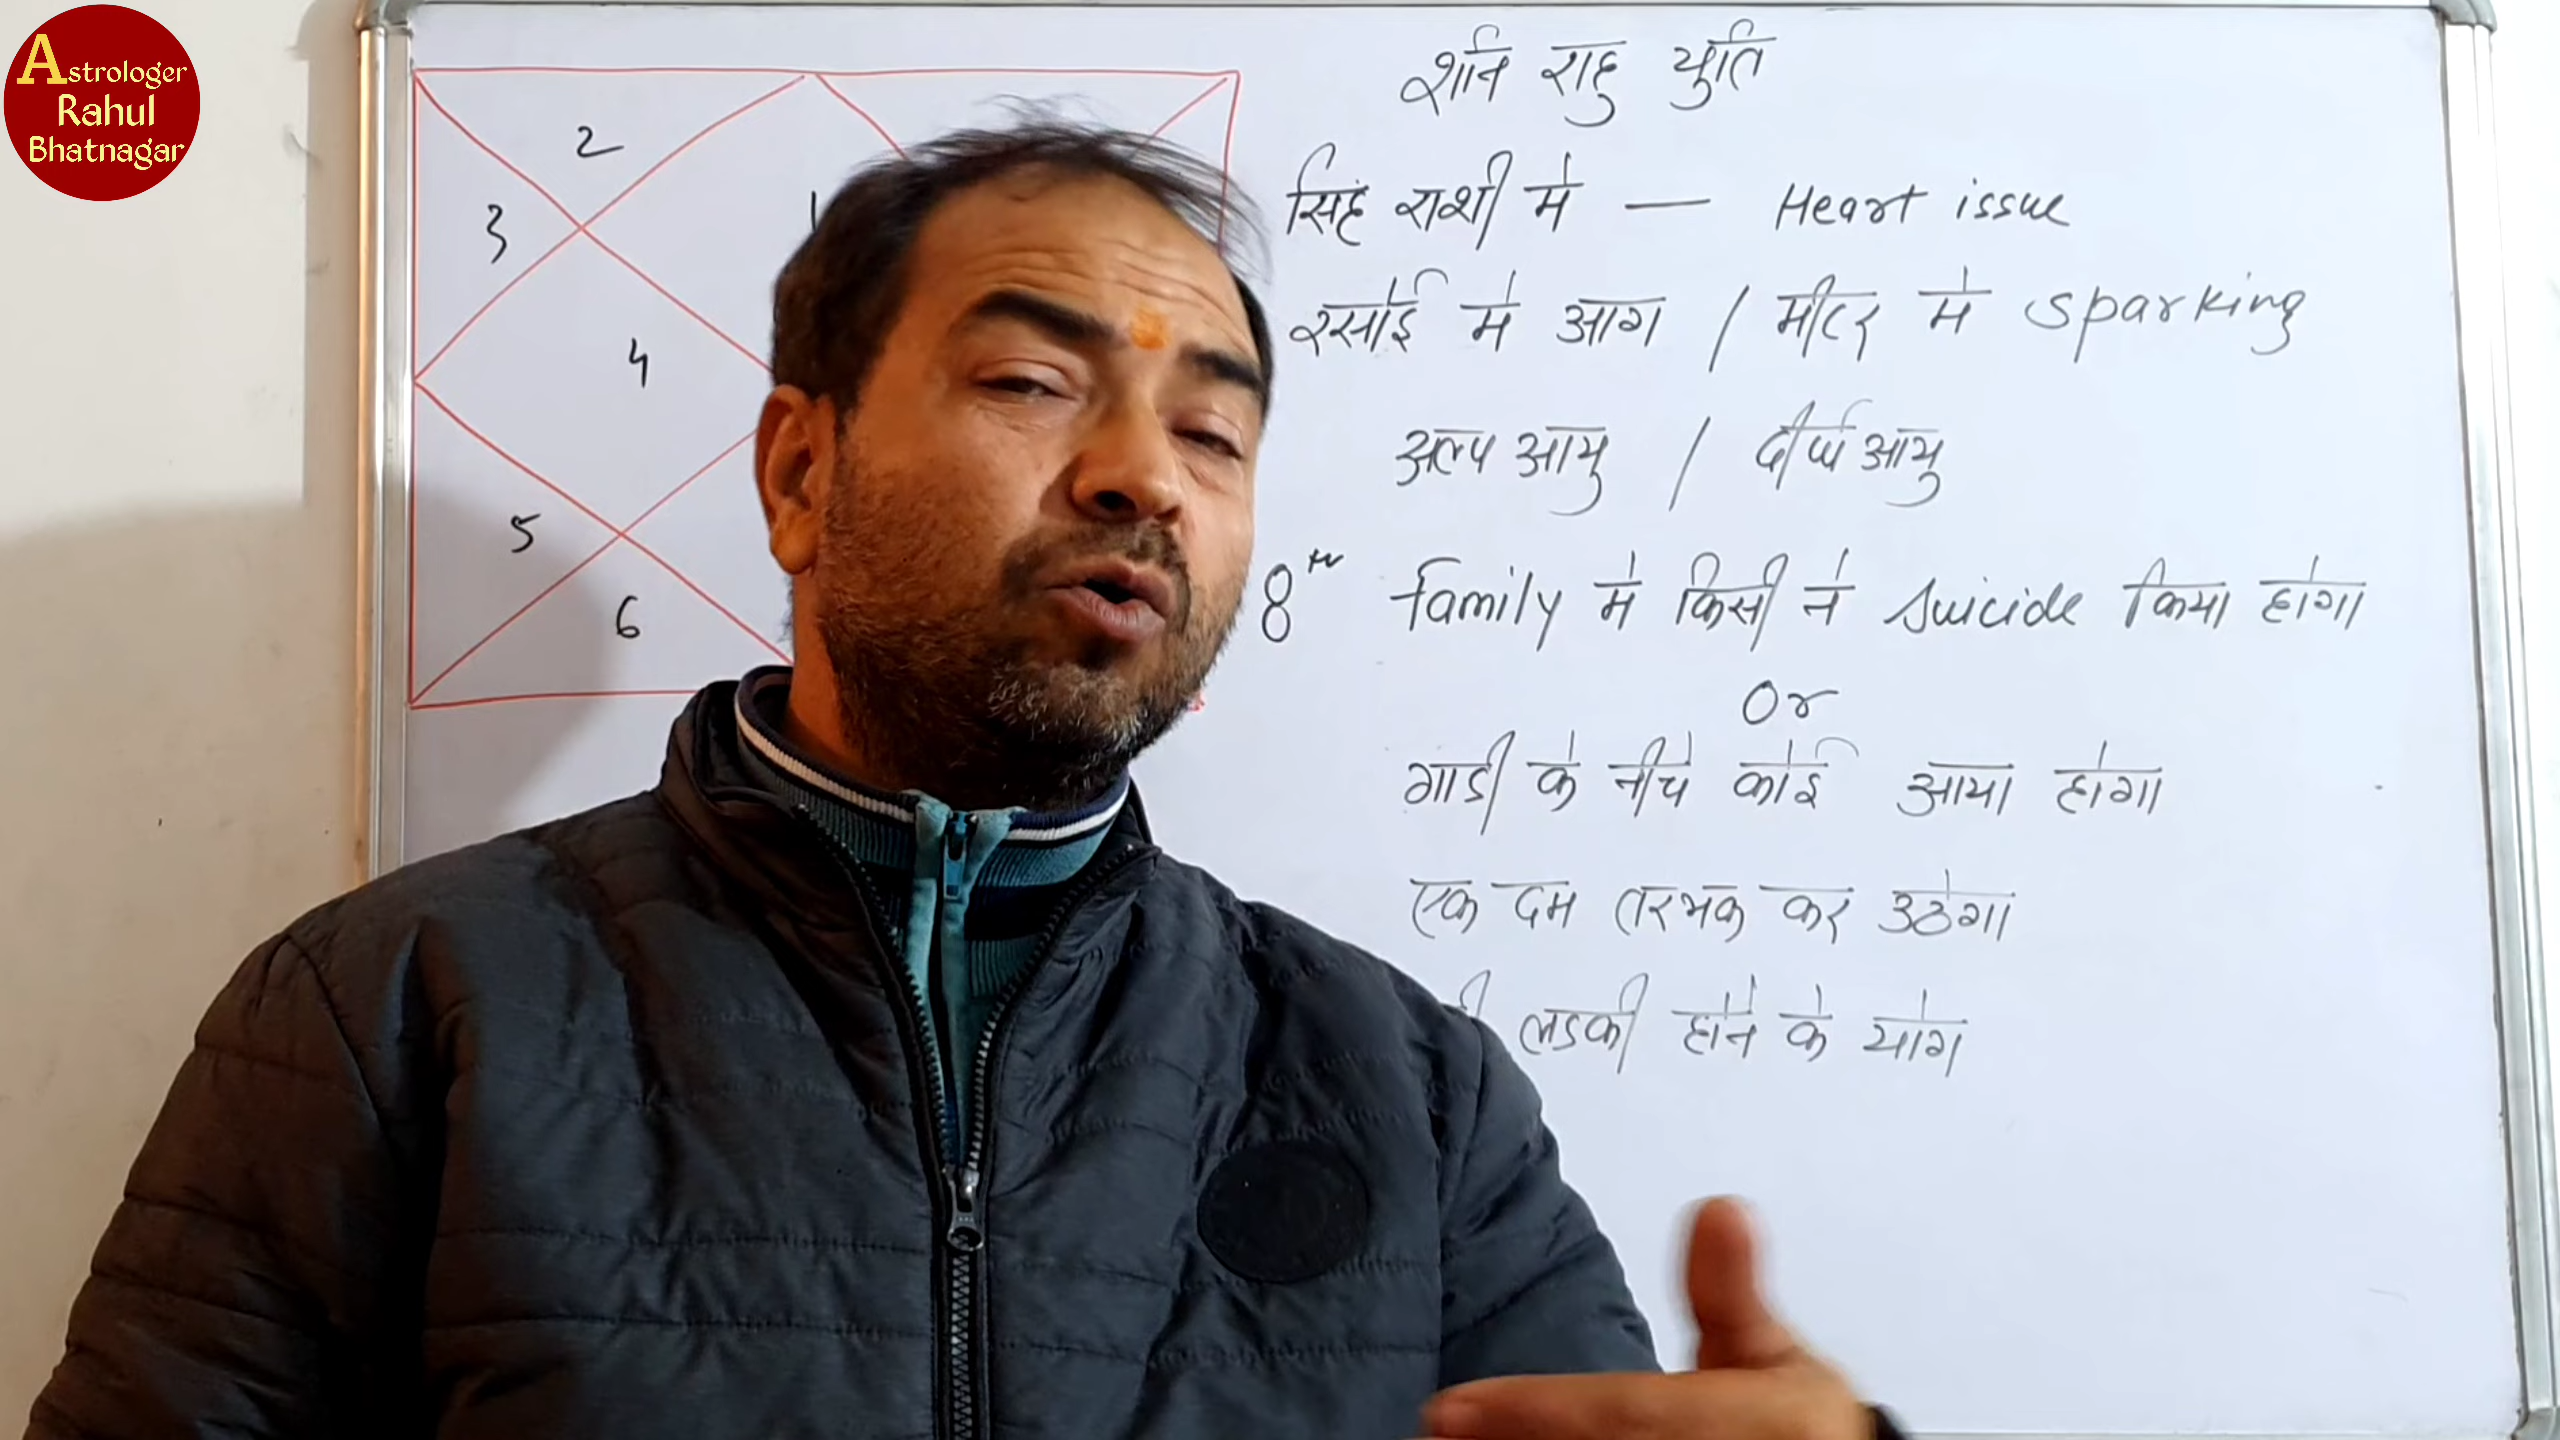 Astrologer
Rahul
Bhatnagar
2
3
1
4
5
6
शनि राहु युति
सिंह राशी मे — Heart issue
रसोई मे आग / मीटर मे sparking
अल्प आयु / दीर्घ आयु
8th family मे किसी ने suicide किया होगा
Or
गाडी के नीचे कोई आया होगा
एक दम तरभक कर उठेगा
लडकी होने के योग